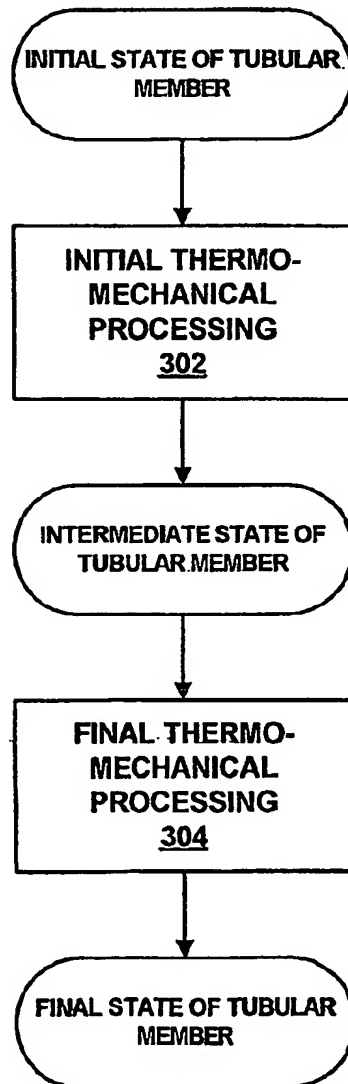 INITIAL STATE OF TUBULAR
MEMBER
INITIAL THERMO-
MECHANICAL
PROCESSING
302
INTERMEDIATE STATE OF
TUBULAR MEMBER
FINAL THERMO-
MECHANICAL
PROCESSING
304
FINAL STATE OF TUBULAR
MEMBER